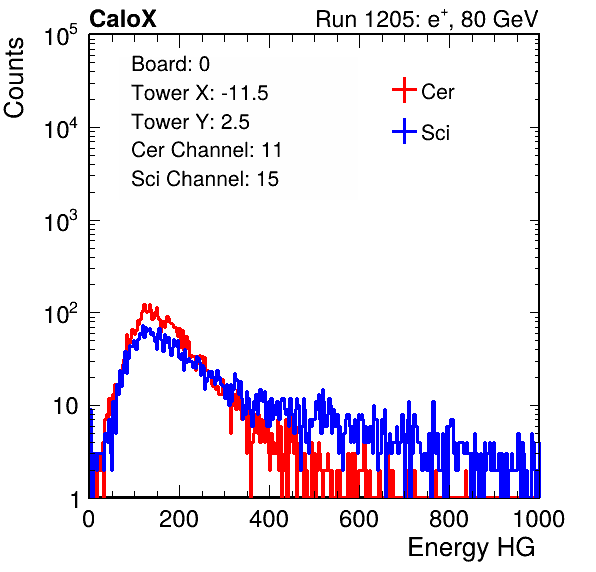 CaloX Run 1205: e+, 80 GeV
Counts
Board: 0
Tower X: -11.5
Tower Y: 2.5
Cer Channel: 11
Sci Channel: 15
Cer
Sci
10^5
10^4
10^3
10^2
10
1
0 200 400 600 800 1000
Energy HG